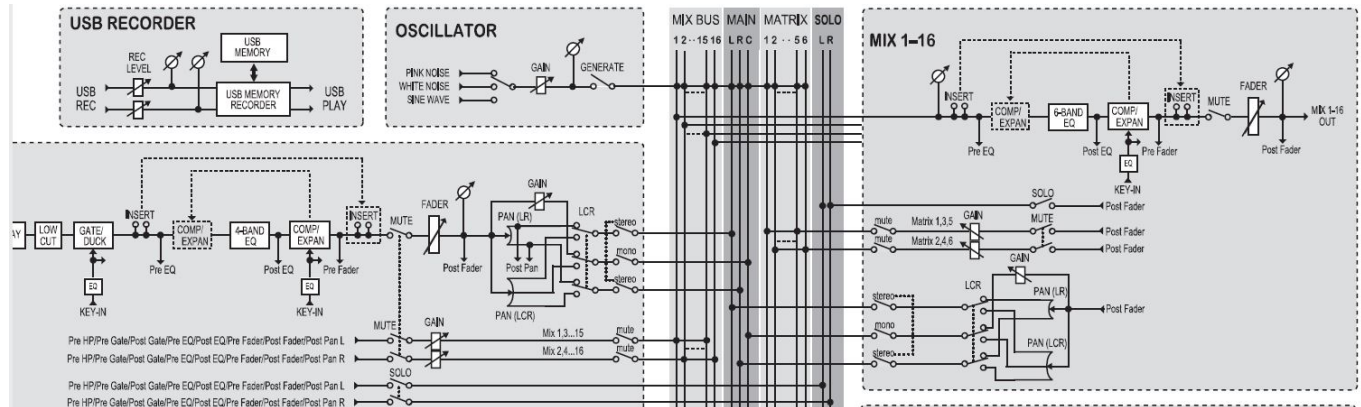 USB RECORDER
REC
LEVEL
USB
MEMORY
USB
REC
USB MEMORY
RECORDER
USB
PLAY
OSCILLATOR
PINK NOISE
WHITE NOISE
SINE WAVE
GAIN
GENERATE
MIX BUS MAIN MATRIX SOLO
1 2 ·· 15 16 L R C 1 2 ·· 5 6 L R
MIX 1–16
INSERT
COMP/
EXPAN
6-BAND
EQ
COMP/
EXPAN
INSERT
MUTE
FADER
MIX 1-16
OUT
Pre EQ
Post EQ
Pre Fader
Post Fader
EQ
KEY-IN
SOLO
Post Fader
mute
Matrix 1,3,5
GAIN
MUTE
Post Fader
mute
Matrix 2,4,6
Post Fader
GAIN
LCR
PAN (LR)
stereo
mono
stereo
Post Fader
PAN (LCR)
AY
LOW
CUT
GATE/
DUCK
INSERT
COMP/
EXPAN
4-BAND
EQ
COMP/
EXPAN
INSERT
MUTE
FADER
GAIN
PAN (LR)
LCR
stereo
mono
stereo
Pre EQ
Post EQ
Pre Fader
Post Fader
Post Pan
PAN (LCR)
EQ
KEY-IN
EQ
KEY-IN
MUTE
GAIN
Pre HP/Pre Gate/Post Gate/Pre EQ/Post EQ/Pre Fader/Post Fader/Post Pan L
Mix 1,3...15
mute
Pre HP/Pre Gate/Post Gate/Pre EQ/Post EQ/Pre Fader/Post Fader/Post Pan R
Mix 2,4...16
mute
SOLO
Pre HP/Pre Gate/Post Gate/Pre EQ/Post EQ/Pre Fader/Post Fader/Post Pan L
Pre HP/Pre Gate/Post Gate/Pre EQ/Post EQ/Pre Fader/Post Fader/Post Pan R